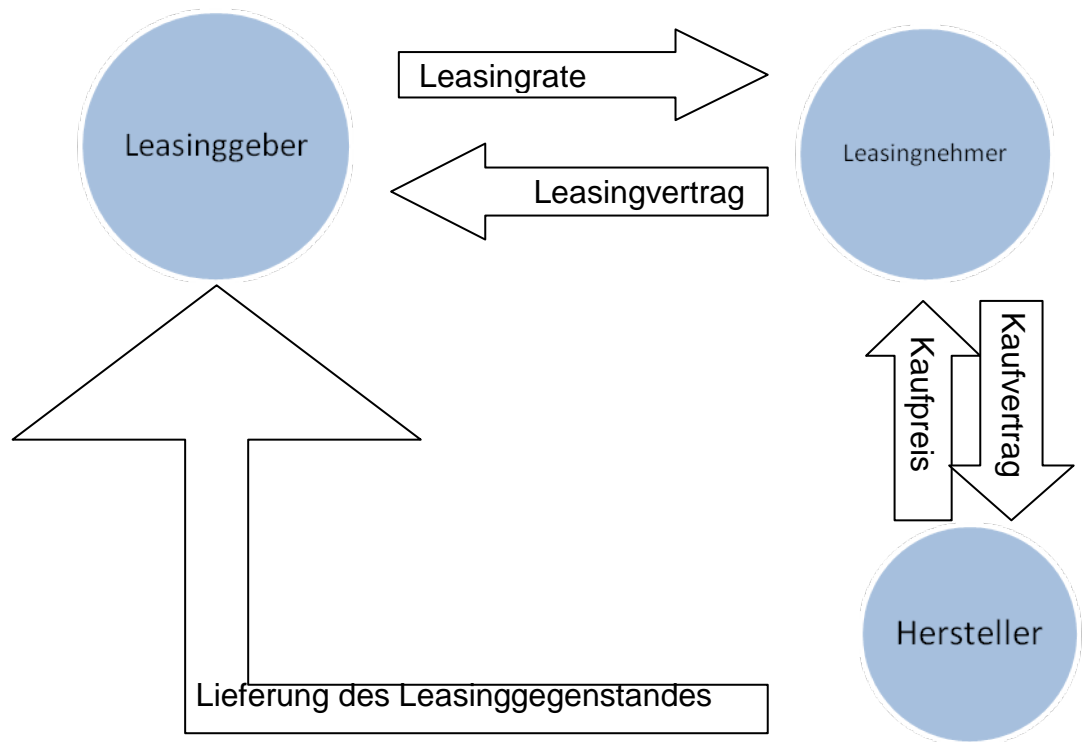 Leasinggeber
Leasingrate
Leasingvertrag
Leasingnehmer
Kaufpreis
Kaufvertrag
Hersteller
Lieferung des Leasinggegenstandes